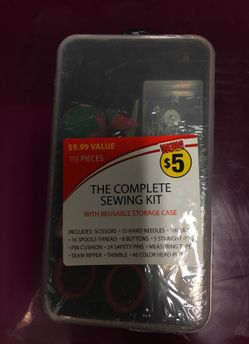 $9.99 VALUE
115 PIECES
$5
THE COMPLETE
SEWING KIT
WITH REUSABLE STORAGE CASE
INCLUDES: SCISSORS • 15 HAND NEEDLES •
16 SPOOLS THREAD • 8 BUTTONS • 5 STRAIGHT
• PIN CUSHION • 24 SAFETY PINS • MEASURING
• SEAM RIPPER • THIMBLE • 40 COLOR HEAD